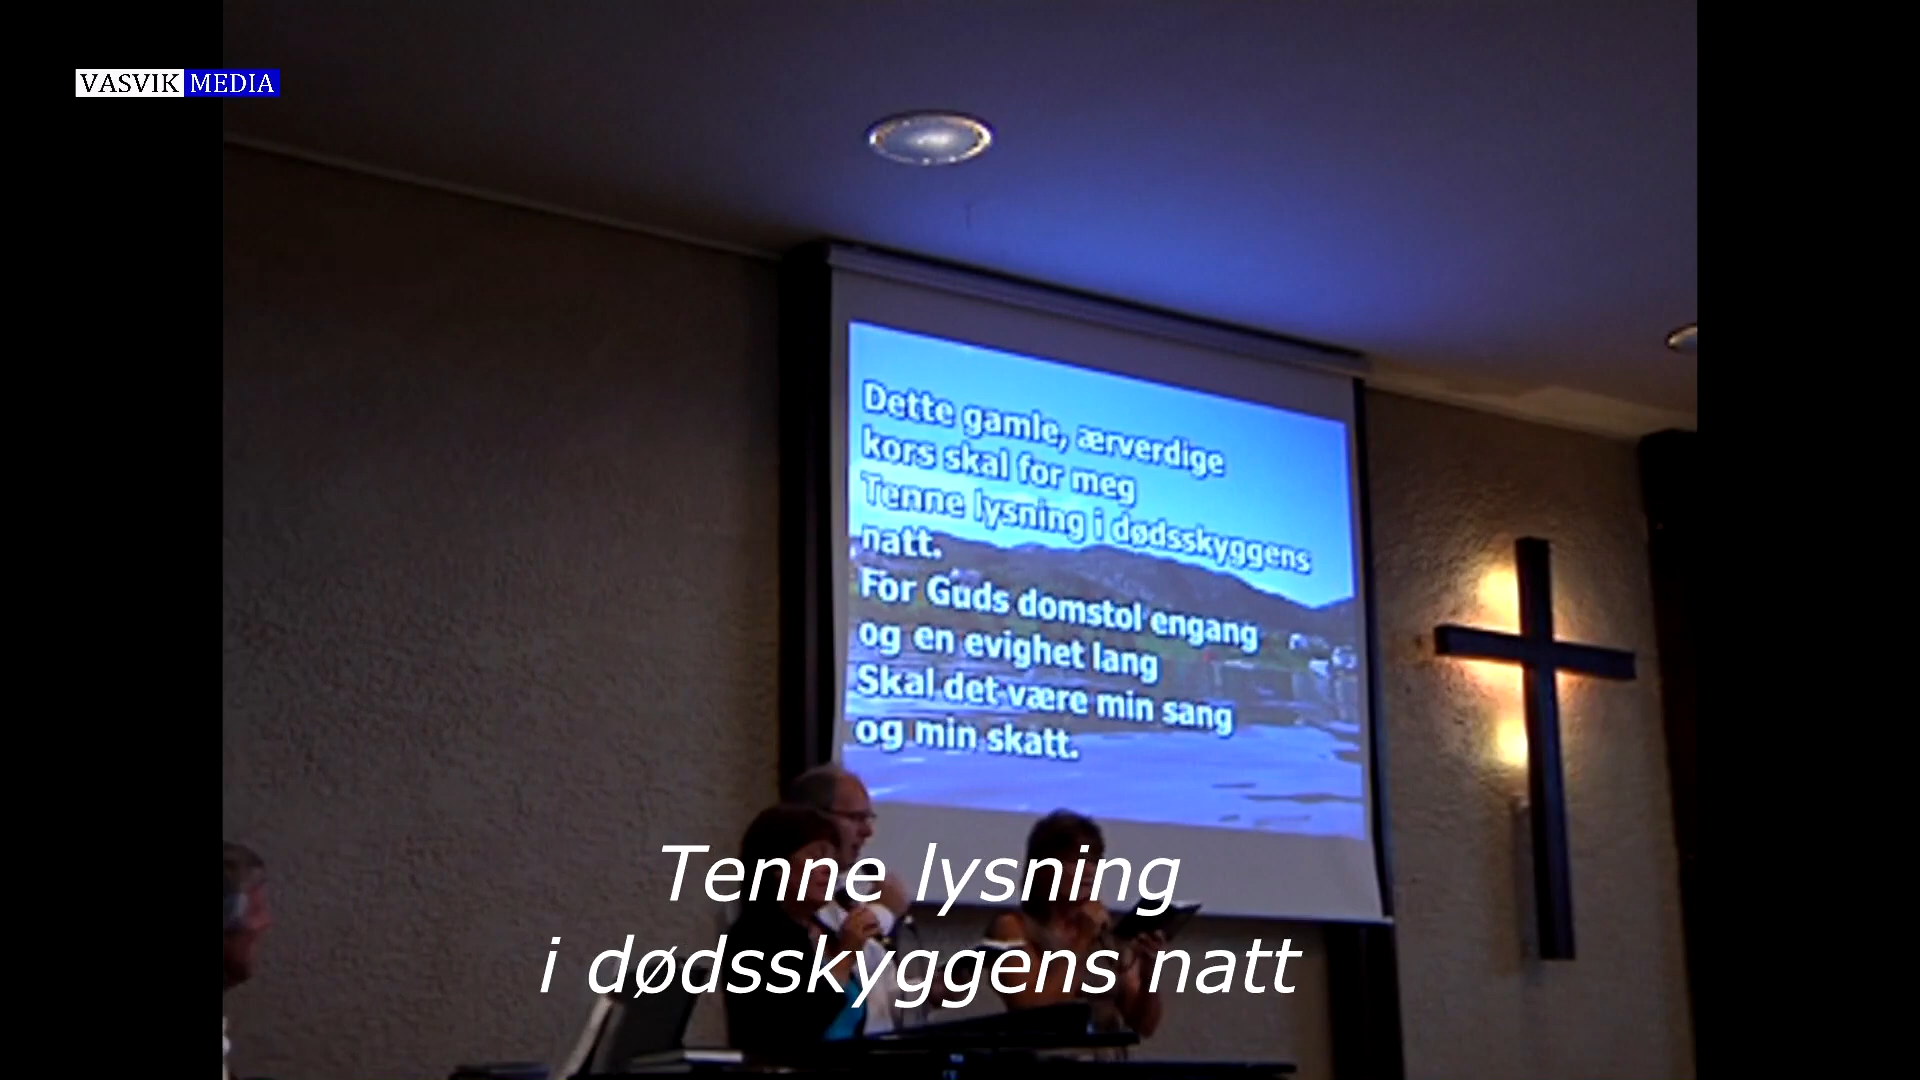 VASVIK MEDIA
Dette gamle, ærverdige
kors skal for meg
Tenne lysning i dødsskyggens
natt.
For Guds domstol engang
og en evighet lang
Skal det være min sang
og min skatt.
Tenne lysning
i dødsskyggens natt